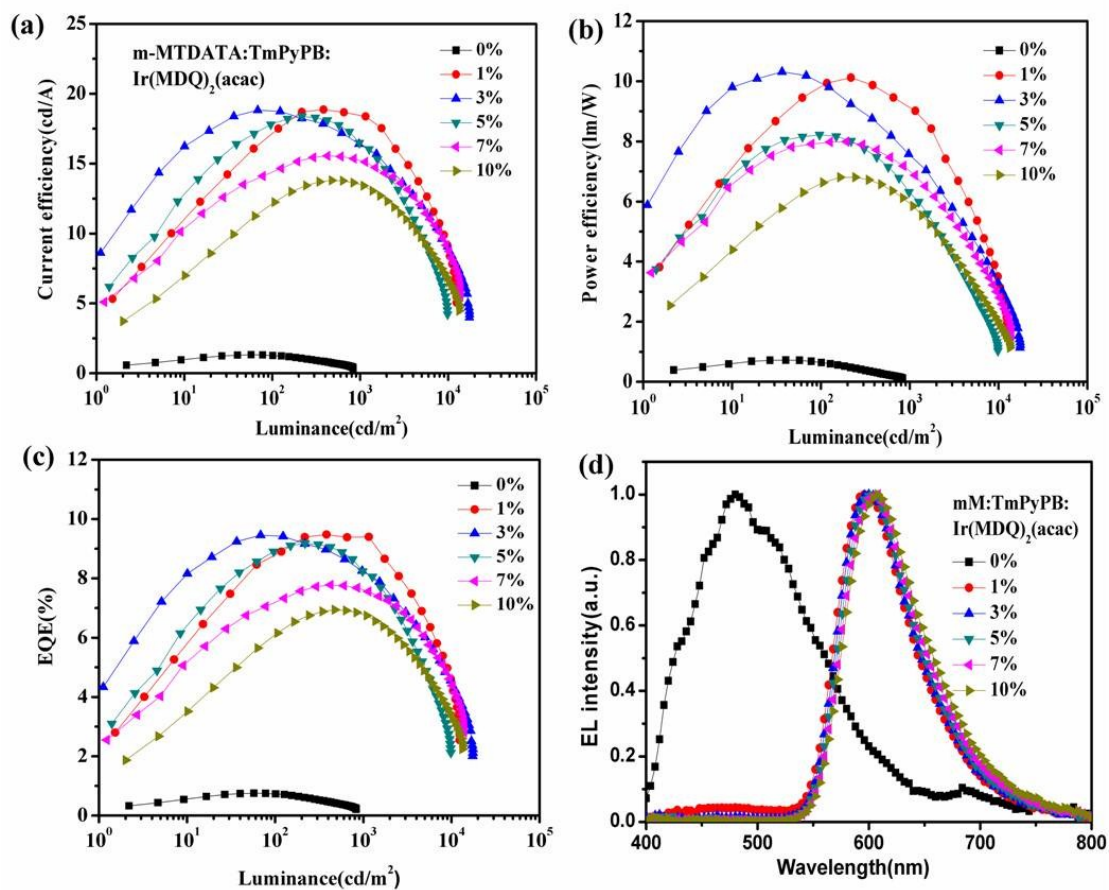 (a)
m-MTDATA:TmPyPB:
Ir(MDQ)2(acac)
0%
1%
3%
5%
7%
10%
Current efficiency(cd/A)
25
20
15
10
5
0
10^0 10^1 10^2 10^3 10^4 10^5
Luminance(cd/m^2)
(b)
0%
1%
3%
5%
7%
10%
Power efficiency(lm/W)
12
10
8
6
4
2
0
10^0 10^1 10^2 10^3 10^4 10^5
Luminance(cd/m^2)
(c)
0%
1%
3%
5%
7%
10%
EQE(%)
12
10
8
6
4
2
0
10^0 10^1 10^2 10^3 10^4 10^5
Luminance(cd/m^2)
(d)
mM:TmPyPB:
Ir(MDQ)2(acac)
0%
1%
3%
5%
7%
10%
EL intensity(a.u.)
1.0
0.8
0.6
0.4
0.2
0.0
400 500 600 700 800
Wavelength(nm)